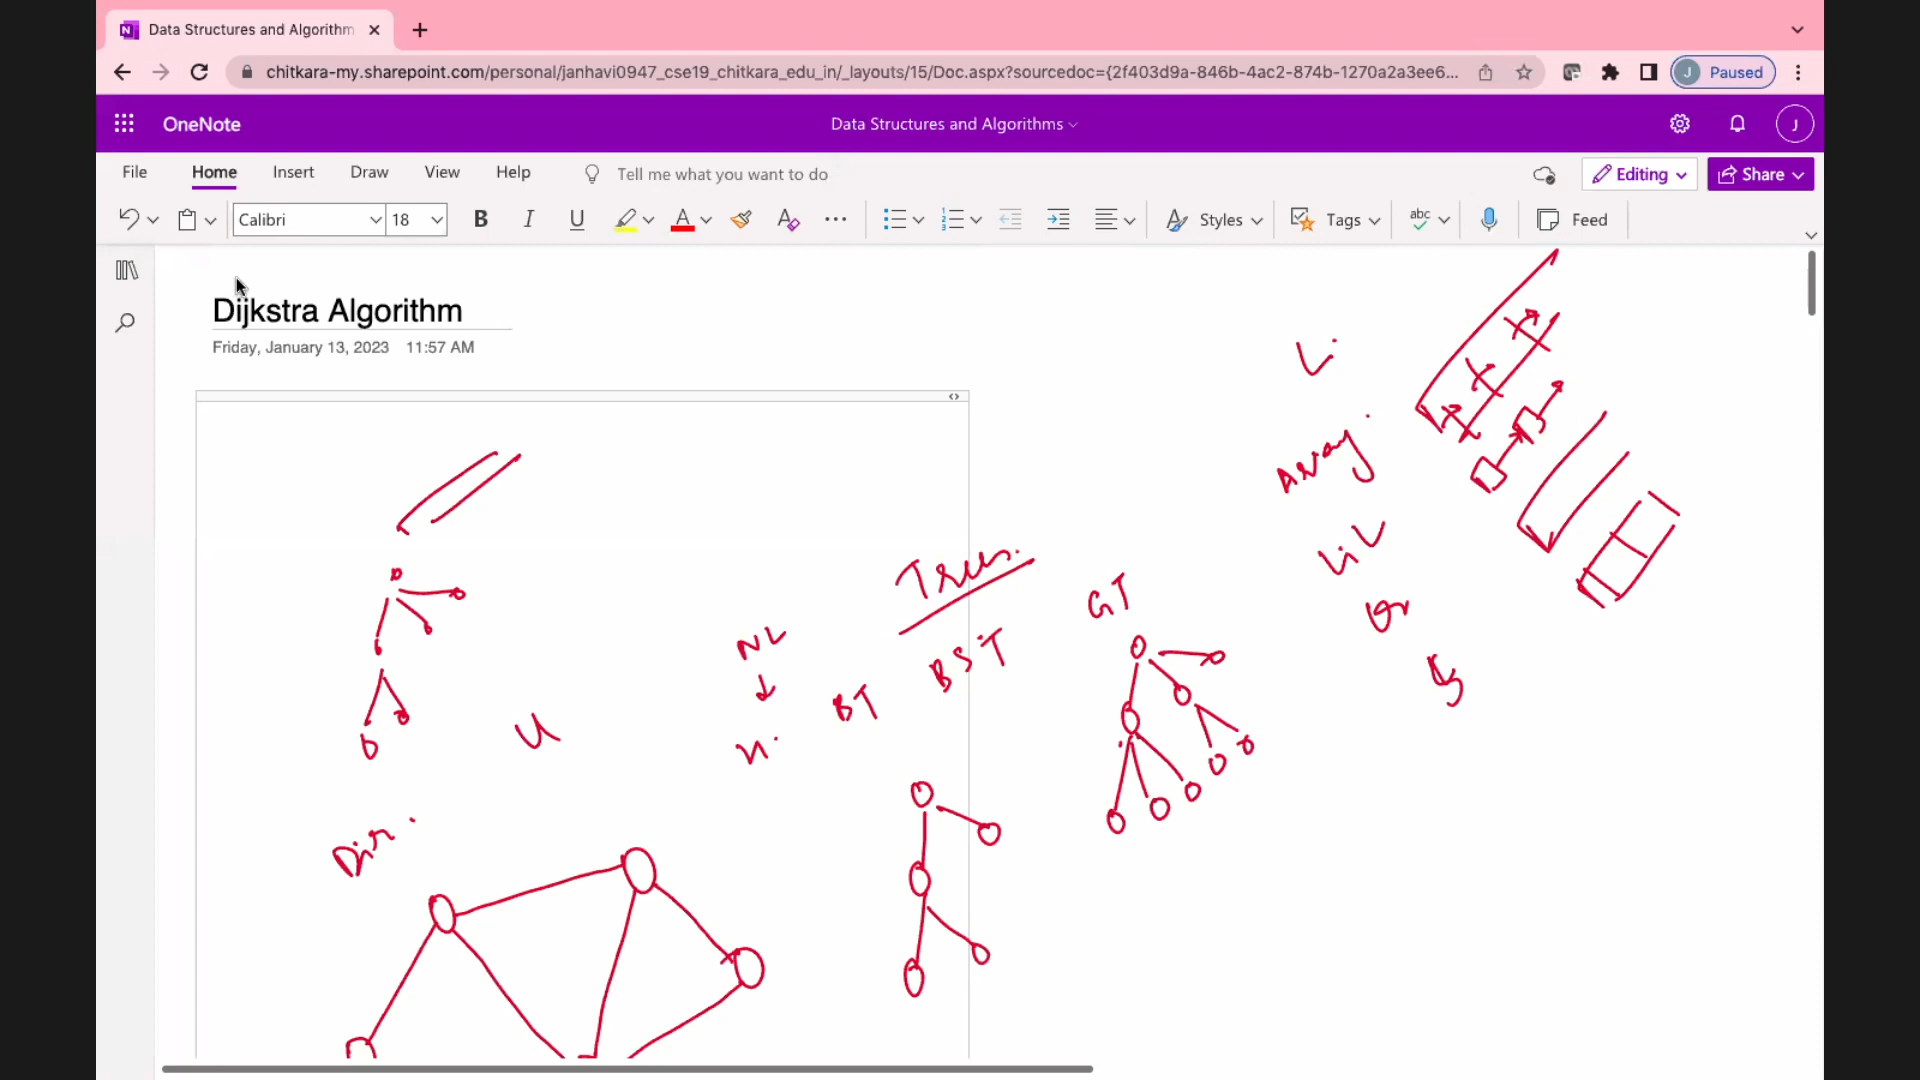 Data Structures and Algorithm
chitkara-my.sharepoint.com/personal/janhavi0947_cse19_chitkara_edu_in/_layouts/15/Doc.aspx?sourcedoc={2f403d9a-846b-4ac2-874b-1270a2a3ee6...
J Paused
OneNote
Data Structures and Algorithms
J
File Home Insert Draw View Help Tell me what you want to do
Editing Share
Calibri 18 B I U A Styles Tags abc Feed
Dijkstra Algorithm
Friday, January 13, 2023 11:57 AM
Array
Trees
GT
NL
BST
BT
U
Dir